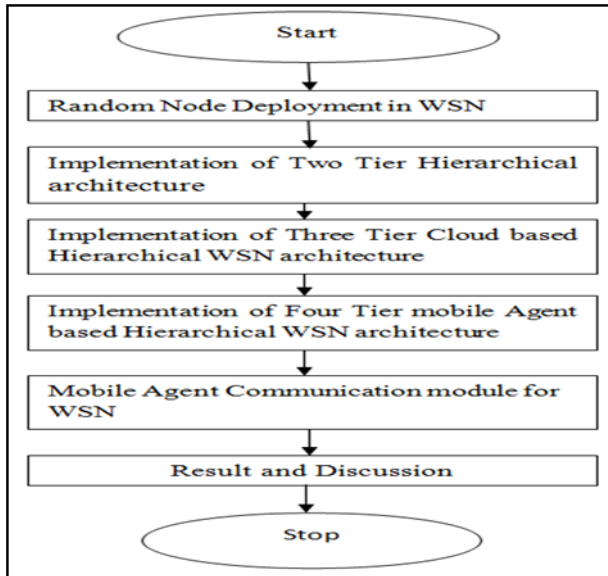 Start
Random Node Deployment in WSN
Implementation of Two Tier Hierarchical
architecture
Implementation of Three Tier Cloud based
Hierarchical WSN architecture
Implementation of Four Tier mobile Agent
based Hierarchical WSN architecture
Mobile Agent Communication module for
WSN
Result and Discussion
Stop